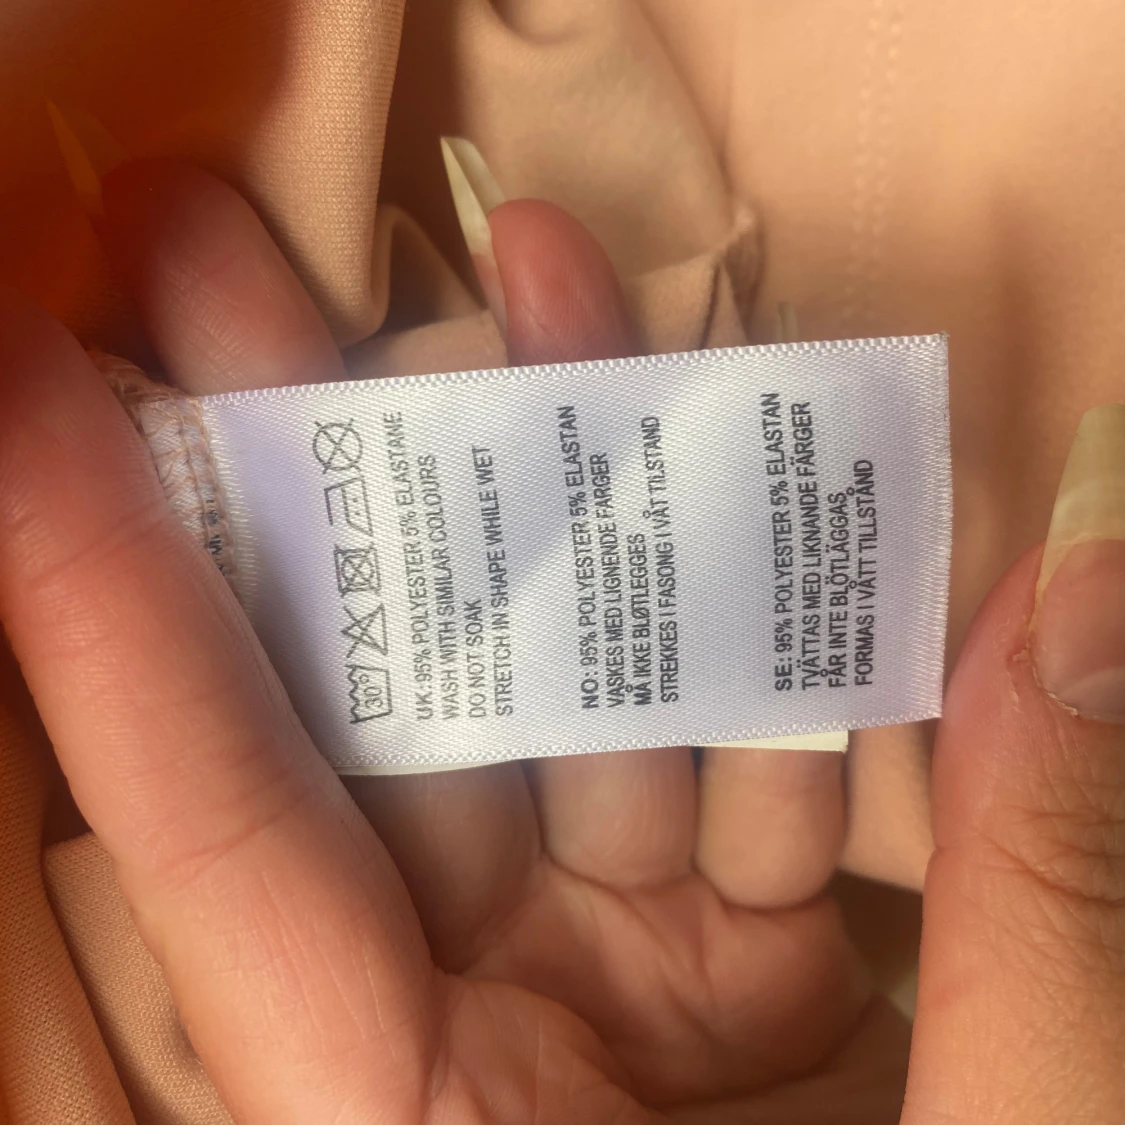 30°
UK: 95% POLYESTER 5% ELASTANE
WASH WITH SIMILAR COLOURS
DO NOT SOAK
STRETCH IN SHAPE WHILE WET
NO: 95% POLYESTER 5% ELASTAN
VASKES MED LIGNENDE FARGER
MÅ IKKE BLØTLEGGES
STREKKES I FASONG I VÅT TILSTAND
SE: 95% POLYESTER 5% ELASTAN
TVÄTTAS MED LIKNANDE FÄRGER
FÅR INTE BLÖTLÄGGAS
FORMAS I VÅTT TILLSTÅND